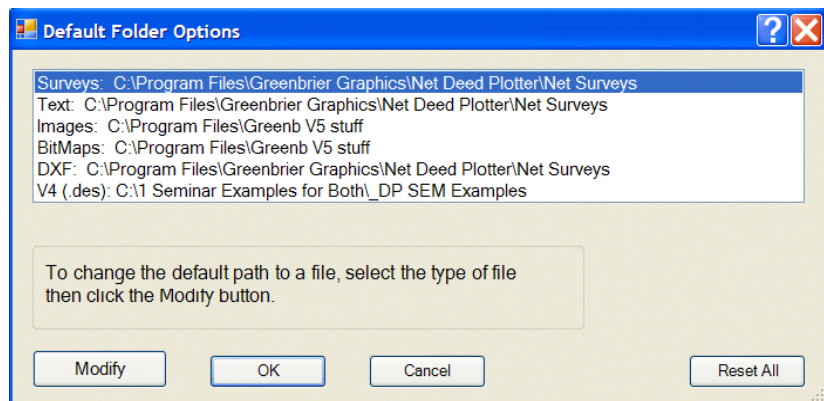 Default Folder Options
Surveys: C:\Program Files\Greenbrier Graphics\Net Deed Plotter\Net Surveys
Text: C:\Program Files\Greenbrier Graphics\Net Deed Plotter\Net Surveys
Images: C:\Program Files\Greenb V5 stuff
BitMaps: C:\Program Files\Greenb V5 stuff
DXF: C:\Program Files\Greenbrier Graphics\Net Deed Plotter\Net Surveys
V4 (.des): C:\1 Seminar Examples for Both\_DP SEM Examples
To change the default path to a file, select the type of file
then click the Modify button.
Modify OK Cancel Reset All